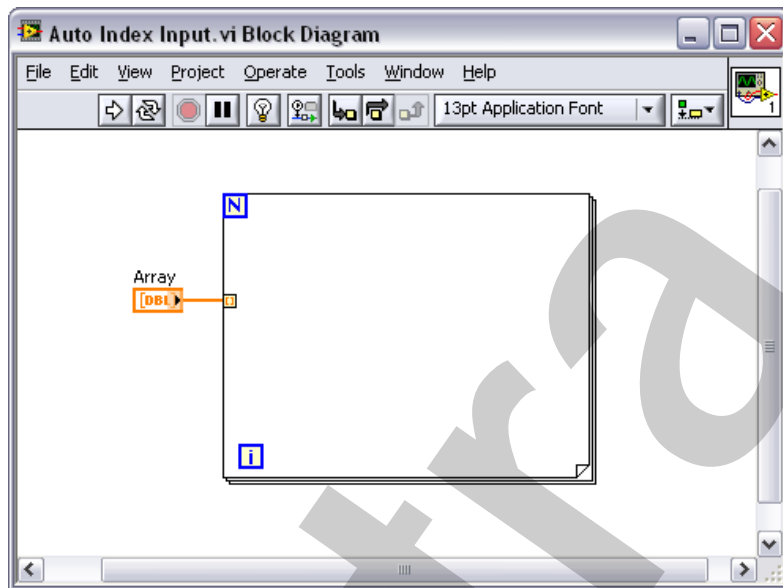 Auto Index Input.vi Block Diagram
File Edit View Project Operate Tools Window Help
13pt Application Font
1
N
Array
[DBL]
[]
i
tra